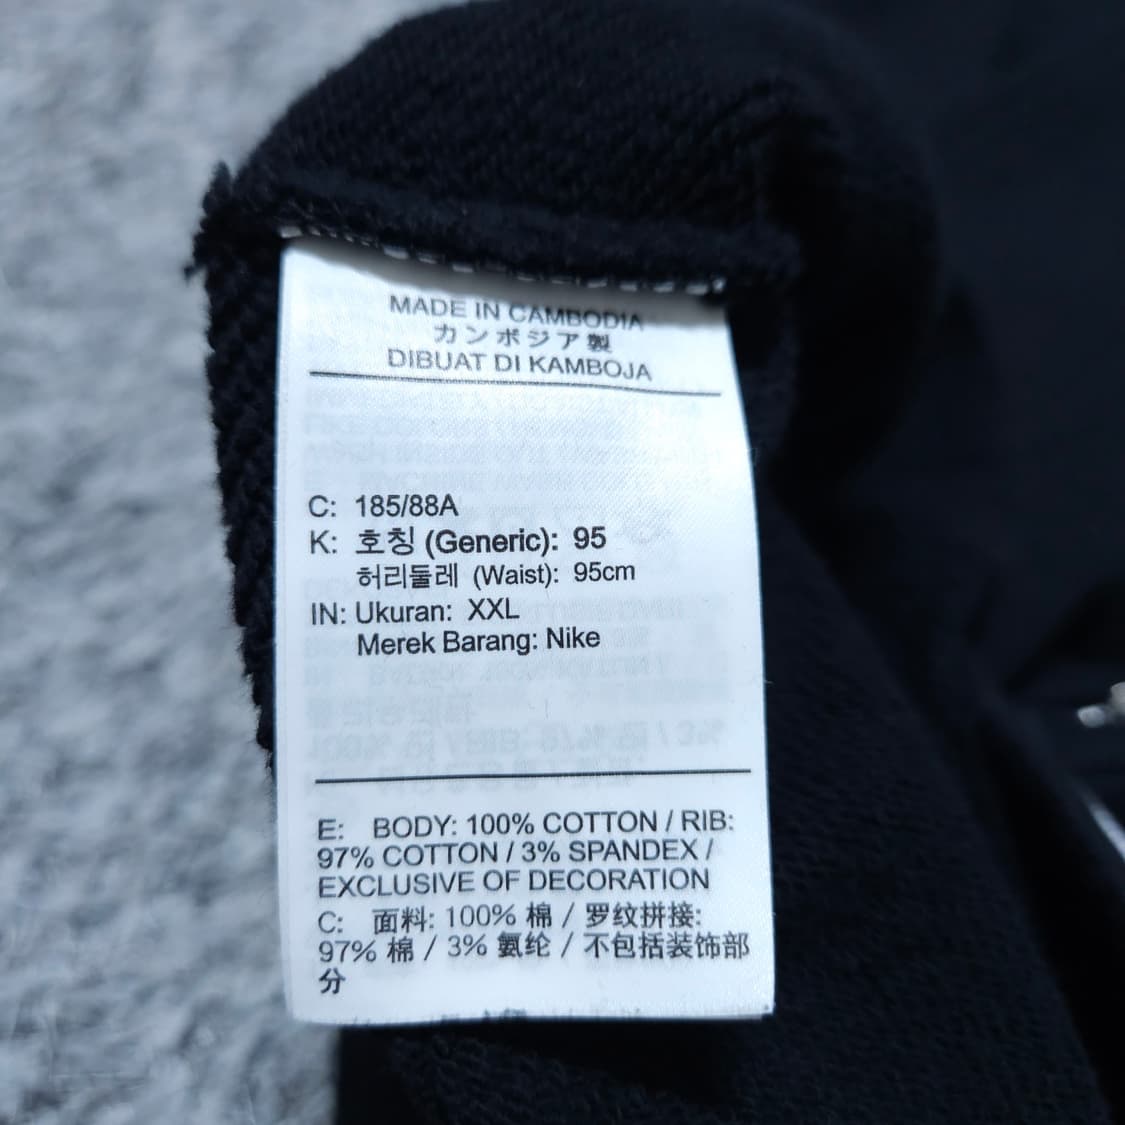 MADE IN CAMBODIA
カンボジア製
DIBUAT DI KAMBOJA
C: 185/88A
K: 호칭 (Generic): 95
허리둘레 (Waist): 95cm
IN: Ukuran: XXL
Merek Barang: Nike
E: BODY: 100% COTTON / RIB:
97% COTTON / 3% SPANDEX /
EXCLUSIVE OF DECORATION
C: 面料: 100% 棉 / 罗纹拼接:
97% 棉 / 3% 氨纶 / 不包括装饰部
分